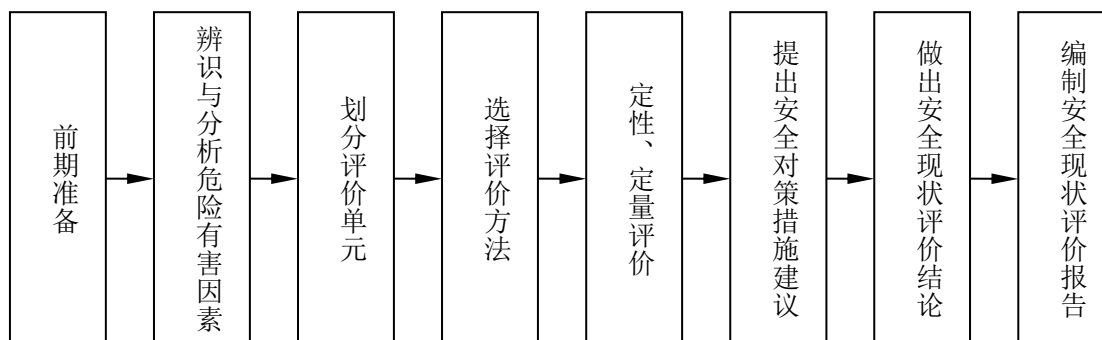 前期准备
辨识与分析危险有害因素
划分评价单元
选择评价方法
定性、定量评价
提出安全对策措施建议
做出安全现状评价结论
编制安全现状评价报告